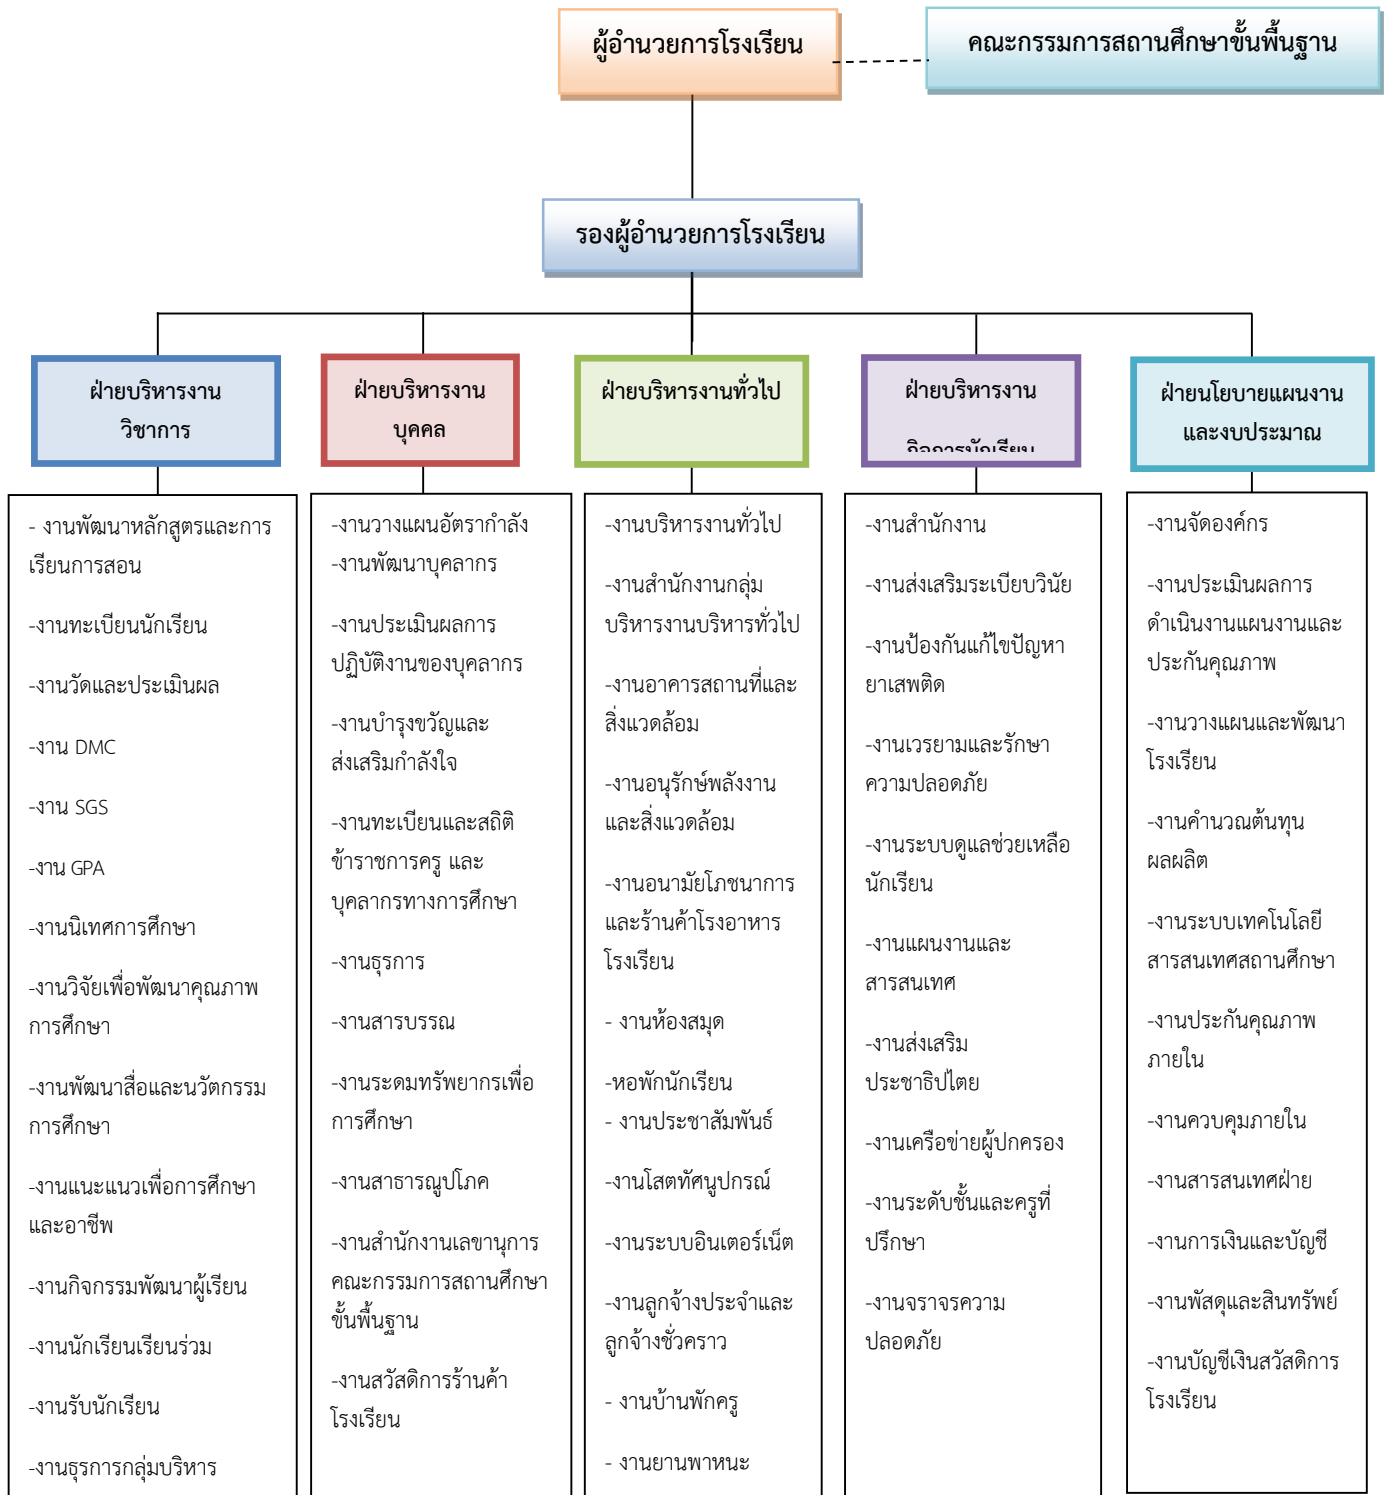 ผู้อำนวยการโรงเรียน
คณะกรรมการสถานศึกษาขั้นพื้นฐาน
รองผู้อำนวยการโรงเรียน
ฝ่ายบริหารงาน
วิชาการ
ฝ่ายบริหารงาน
บุคคล
ฝ่ายบริหารงานทั่วไป
ฝ่ายบริหารงาน
กิจการนักเรียน
ฝ่ายนโยบายแผนงาน
และงบประมาณ
- งานพัฒนาหลักสูตรและการ
เรียนการสอน
-งานทะเบียนนักเรียน
-งานวัดและประเมินผล
-งาน DMC
-งาน SGS
-งาน GPA
-งานนิเทศการศึกษา
-งานวิจัยเพื่อพัฒนาคุณภาพ
การศึกษา
-งานพัฒนาสื่อและนวัตกรรม
การศึกษา
-งานแนะแนวเพื่อการศึกษา
และอาชีพ
-งานกิจกรรมพัฒนาผู้เรียน
-งานนักเรียนเรียนร่วม
-งานรับนักเรียน
-งานธุรการกลุ่มบริหาร
-งานวางแผนอัตรากำลัง
-งานพัฒนาบุคลากร
-งานประเมินผลการ
ปฏิบัติงานของบุคลากร
-งานบำรุงขวัญและ
ส่งเสริมกำลังใจ
-งานทะเบียนและสถิติ
ข้าราชการครู และ
บุคลากรทางการศึกษา
-งานธุรการ
-งานสารบรรณ
-งานระดมทรัพยากรเพื่อ
การศึกษา
-งานสาธารณูปโภค
-งานสำนักงานเลขานุการ
คณะกรรมการสถานศึกษา
ขั้นพื้นฐาน
-งานสวัสดิการร้านค้า
โรงเรียน
-งานบริหารงานทั่วไป
-งานสำนักงานกลุ่ม
บริหารงานบริหารทั่วไป
-งานอาคารสถานที่และ
สิ่งแวดล้อม
-งานอนุรักษ์พลังงาน
และสิ่งแวดล้อม
-งานอนามัยโภชนาการ
และร้านค้าโรงอาหาร
โรงเรียน
- งานห้องสมุด
-หอพักนักเรียน
- งานประชาสัมพันธ์
-งานโสตทัศนูปกรณ์
-งานระบบอินเตอร์เน็ต
-งานลูกจ้างประจำและ
ลูกจ้างชั่วคราว
- งานบ้านพักครู
- งานยานพาหนะ
-งานสำนักงาน
-งานส่งเสริมระเบียบวินัย
-งานป้องกันแก้ไขปัญหา
ยาเสพติด
-งานเวรยามและรักษา
ความปลอดภัย
-งานระบบดูแลช่วยเหลือ
นักเรียน
-งานแผนงานและ
สารสนเทศ
-งานส่งเสริม
ประชาธิปไตย
-งานเครือข่ายผู้ปกครอง
-งานระดับชั้นและครูที่
ปรึกษา
-งานจราจรความ
ปลอดภัย
-งานจัดองค์กร
-งานประเมินผลการ
ดำเนินงานแผนงานและ
ประกันคุณภาพ
-งานวางแผนและพัฒนา
โรงเรียน
-งานคำนวณต้นทุน
ผลผลิต
-งานระบบเทคโนโลยี
สารสนเทศสถานศึกษา
-งานประกันคุณภาพ
ภายใน
-งานควบคุมภายใน
-งานสารสนเทศฝ่าย
-งานการเงินและบัญชี
-งานพัสดุและสินทรัพย์
-งานบัญชีเงินสวัสดิการ
โรงเรียน